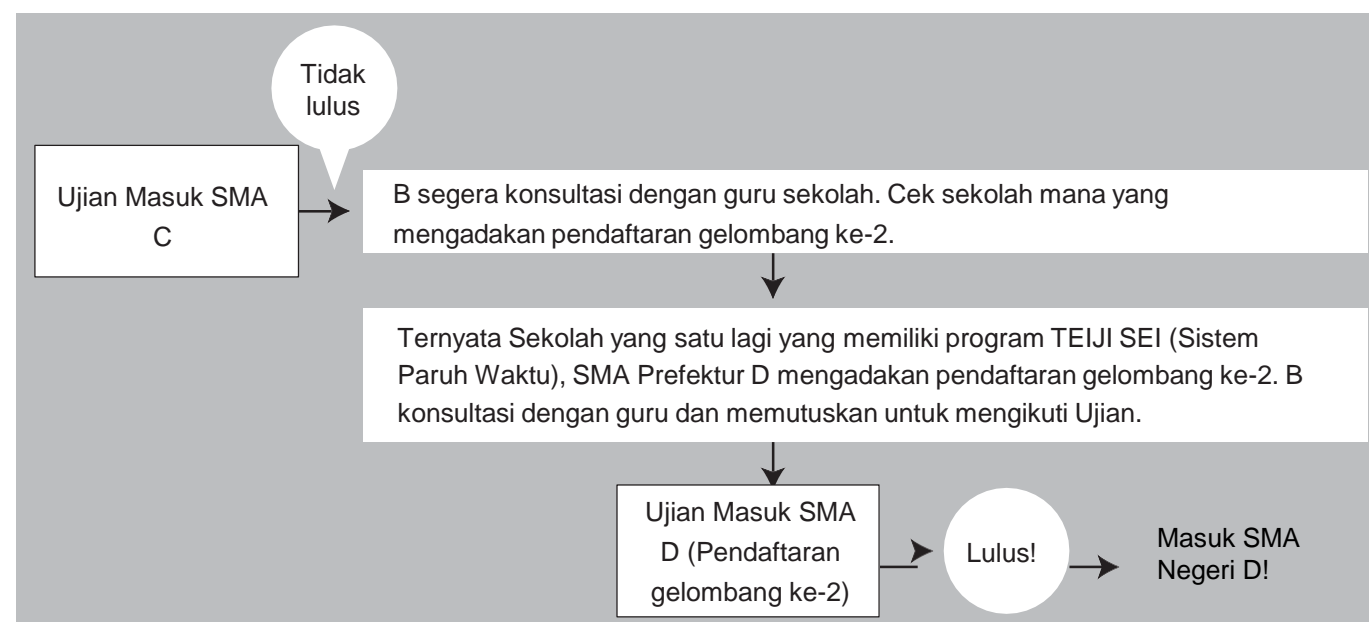 Tidak
lulus
Ujian Masuk SMA
C
B segera konsultasi dengan guru sekolah. Cek sekolah mana yang
mengadakan pendaftaran gelombang ke-2.
Ternyata Sekolah yang satu lagi yang memiliki program TEIJI SEI (Sistem
Paruh Waktu), SMA Prefektur D mengadakan pendaftaran gelombang ke-2. B
konsultasi dengan guru dan memutuskan untuk mengikuti Ujian.
Ujian Masuk SMA
D (Pendaftaran
gelombang ke-2)
Lulus!
Masuk SMA
Negeri D!